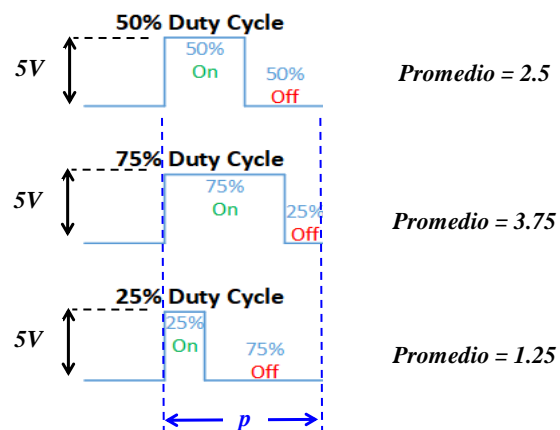 50% Duty Cycle
5V
50%
On
50%
Off
Promedio = 2.5
75% Duty Cycle
5V
75%
On
25%
Off
Promedio = 3.75
25% Duty Cycle
5V
25%
On
75%
Off
Promedio = 1.25
p